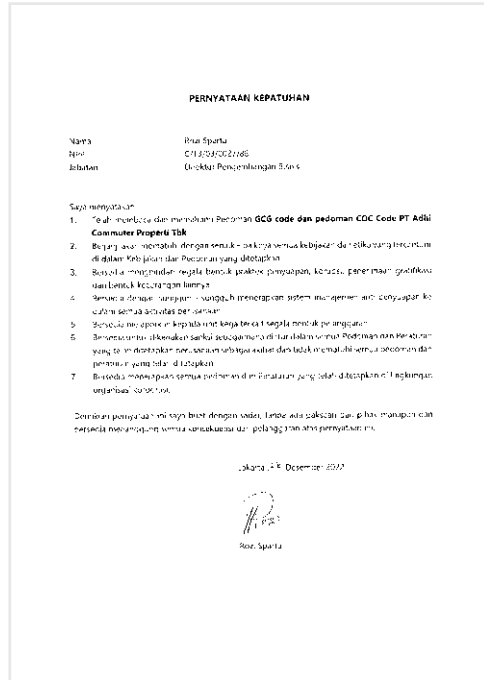 PERNYATAAN KEPATUHAN
Nama Rozi Sparta
Jabatan Direktur Pengembangan Bisnis
Saya menyatakan
1. Telah membaca dan memahami Pedoman GCG code dan pedoman COC Code PT Adhi
Commuter Properti Tbk
2. Berjanji akan mematuhi dengan semua kebijakan dan etika yang tercantum
di dalam Kebijakan dan Pedoman yang ditetapkan
3. Bersedia menghindari segala bentuk praktek penyuapan, korupsi, penerimaan gratifikasi
dan bentuk kecurangan lainnya
4. Bersedia dengan sungguh - sungguh menerapkan sistem manajemen anti penyuapan ke
dalam semua aktivitas perusahaan
5. Bersedia melaporkan kepada unit kerja terkait segala bentuk pelanggaran
6. Bersedia untuk dikenakan sanksi sebagaimana diatur dalam semua Pedoman dan Peraturan
yang telah ditetapkan perusahaan sebagai akibat dari tidak mematuhi semua pedoman dan
peraturan yang telah ditetapkan
7. Bersedia menerapkan semua pedoman dan peraturan yang telah ditetapkan di lingkungan
organisasi korporasi.
Demikian pernyataan ini saya buat dengan sadar, tanpa ada paksaan dari pihak manapun dan
bersedia menanggung semua konsekuensi dari pelanggaran atas pernyataan ini.
Jakarta, Desember 2022
Rozi Sparta